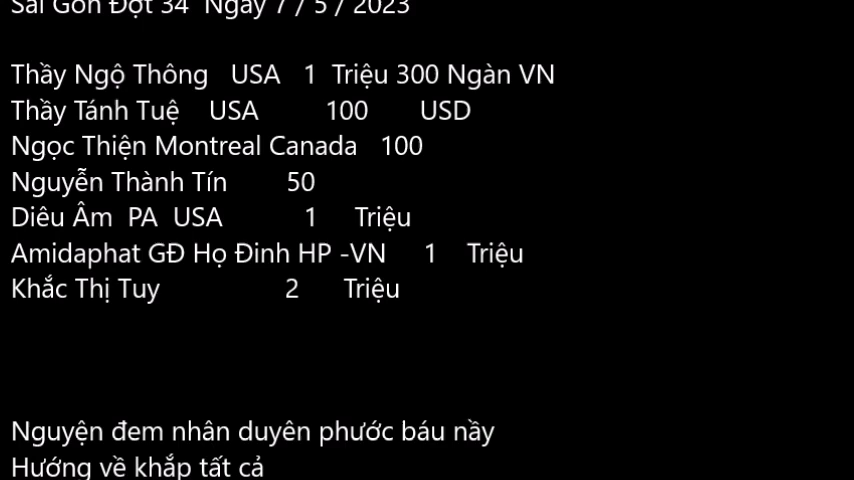 Sài Gòn Đợt 34 Ngày 7 / 5 / 2023
Thầy Ngộ Thông USA 1 Triệu 300 Ngàn VN
Thầy Tánh Tuệ USA 100 USD
Ngọc Thiện Montreal Canada 100
Nguyễn Thành Tín 50
Diêu Âm PA USA 1 Triệu
Amidaphat GĐ Họ Đinh HP -VN 1 Triệu
Khắc Thị Tuy 2 Triệu
Nguyện đem nhân duyên phước báu nầy
Hướng về khắp tất cả